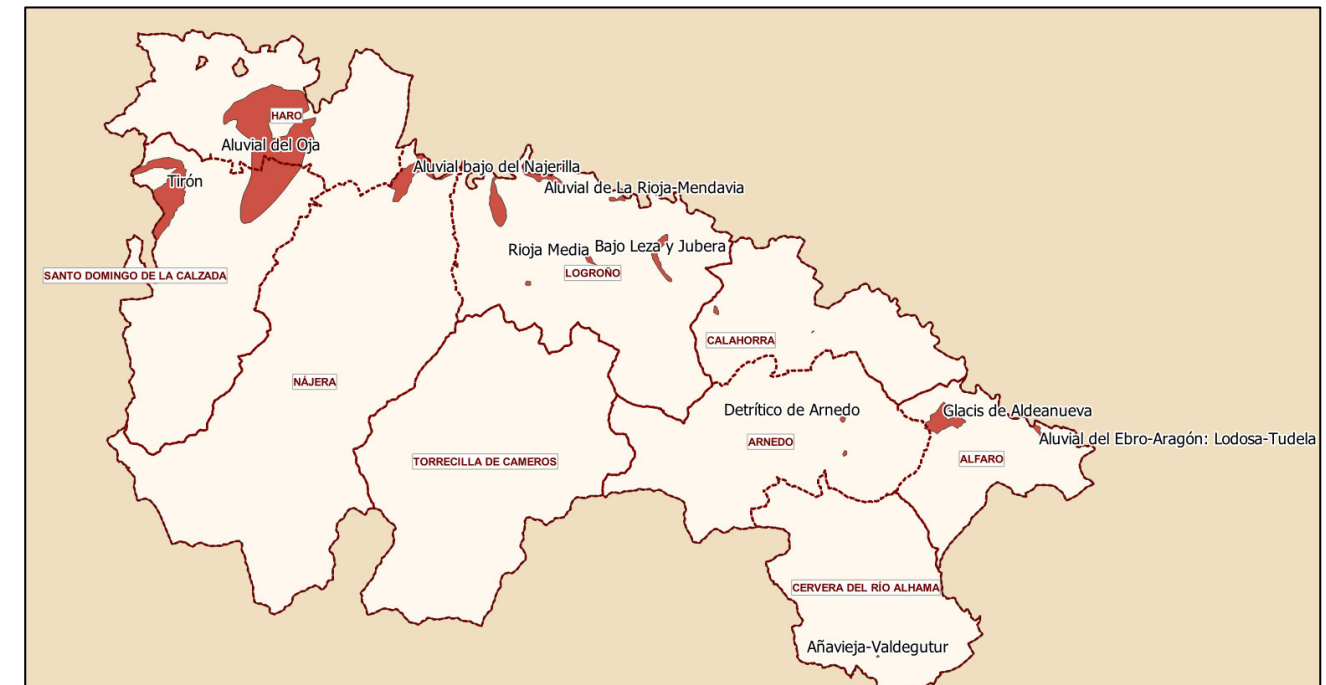 HARO
Aluvial del Oja
Aluvial bajo del Najerilla
Tirón
Aluvial de La Rioja-Mendavia
Rioja Media
Bajo Leza y Jubera
SANTO DOMINGO DE LA CALZADA
LOGROÑO
CALAHORRA
NÁJERA
Detrítico de Arnedo
Glacis de Aldeanueva
ARNEDO
Aluvial del Ebro-Aragón: Lodosa-Tudela
TORRECILLA DE CAMEROS
ALFARO
CERVERA DEL RÍO ALHAMA
Añavieja-Valdegutur